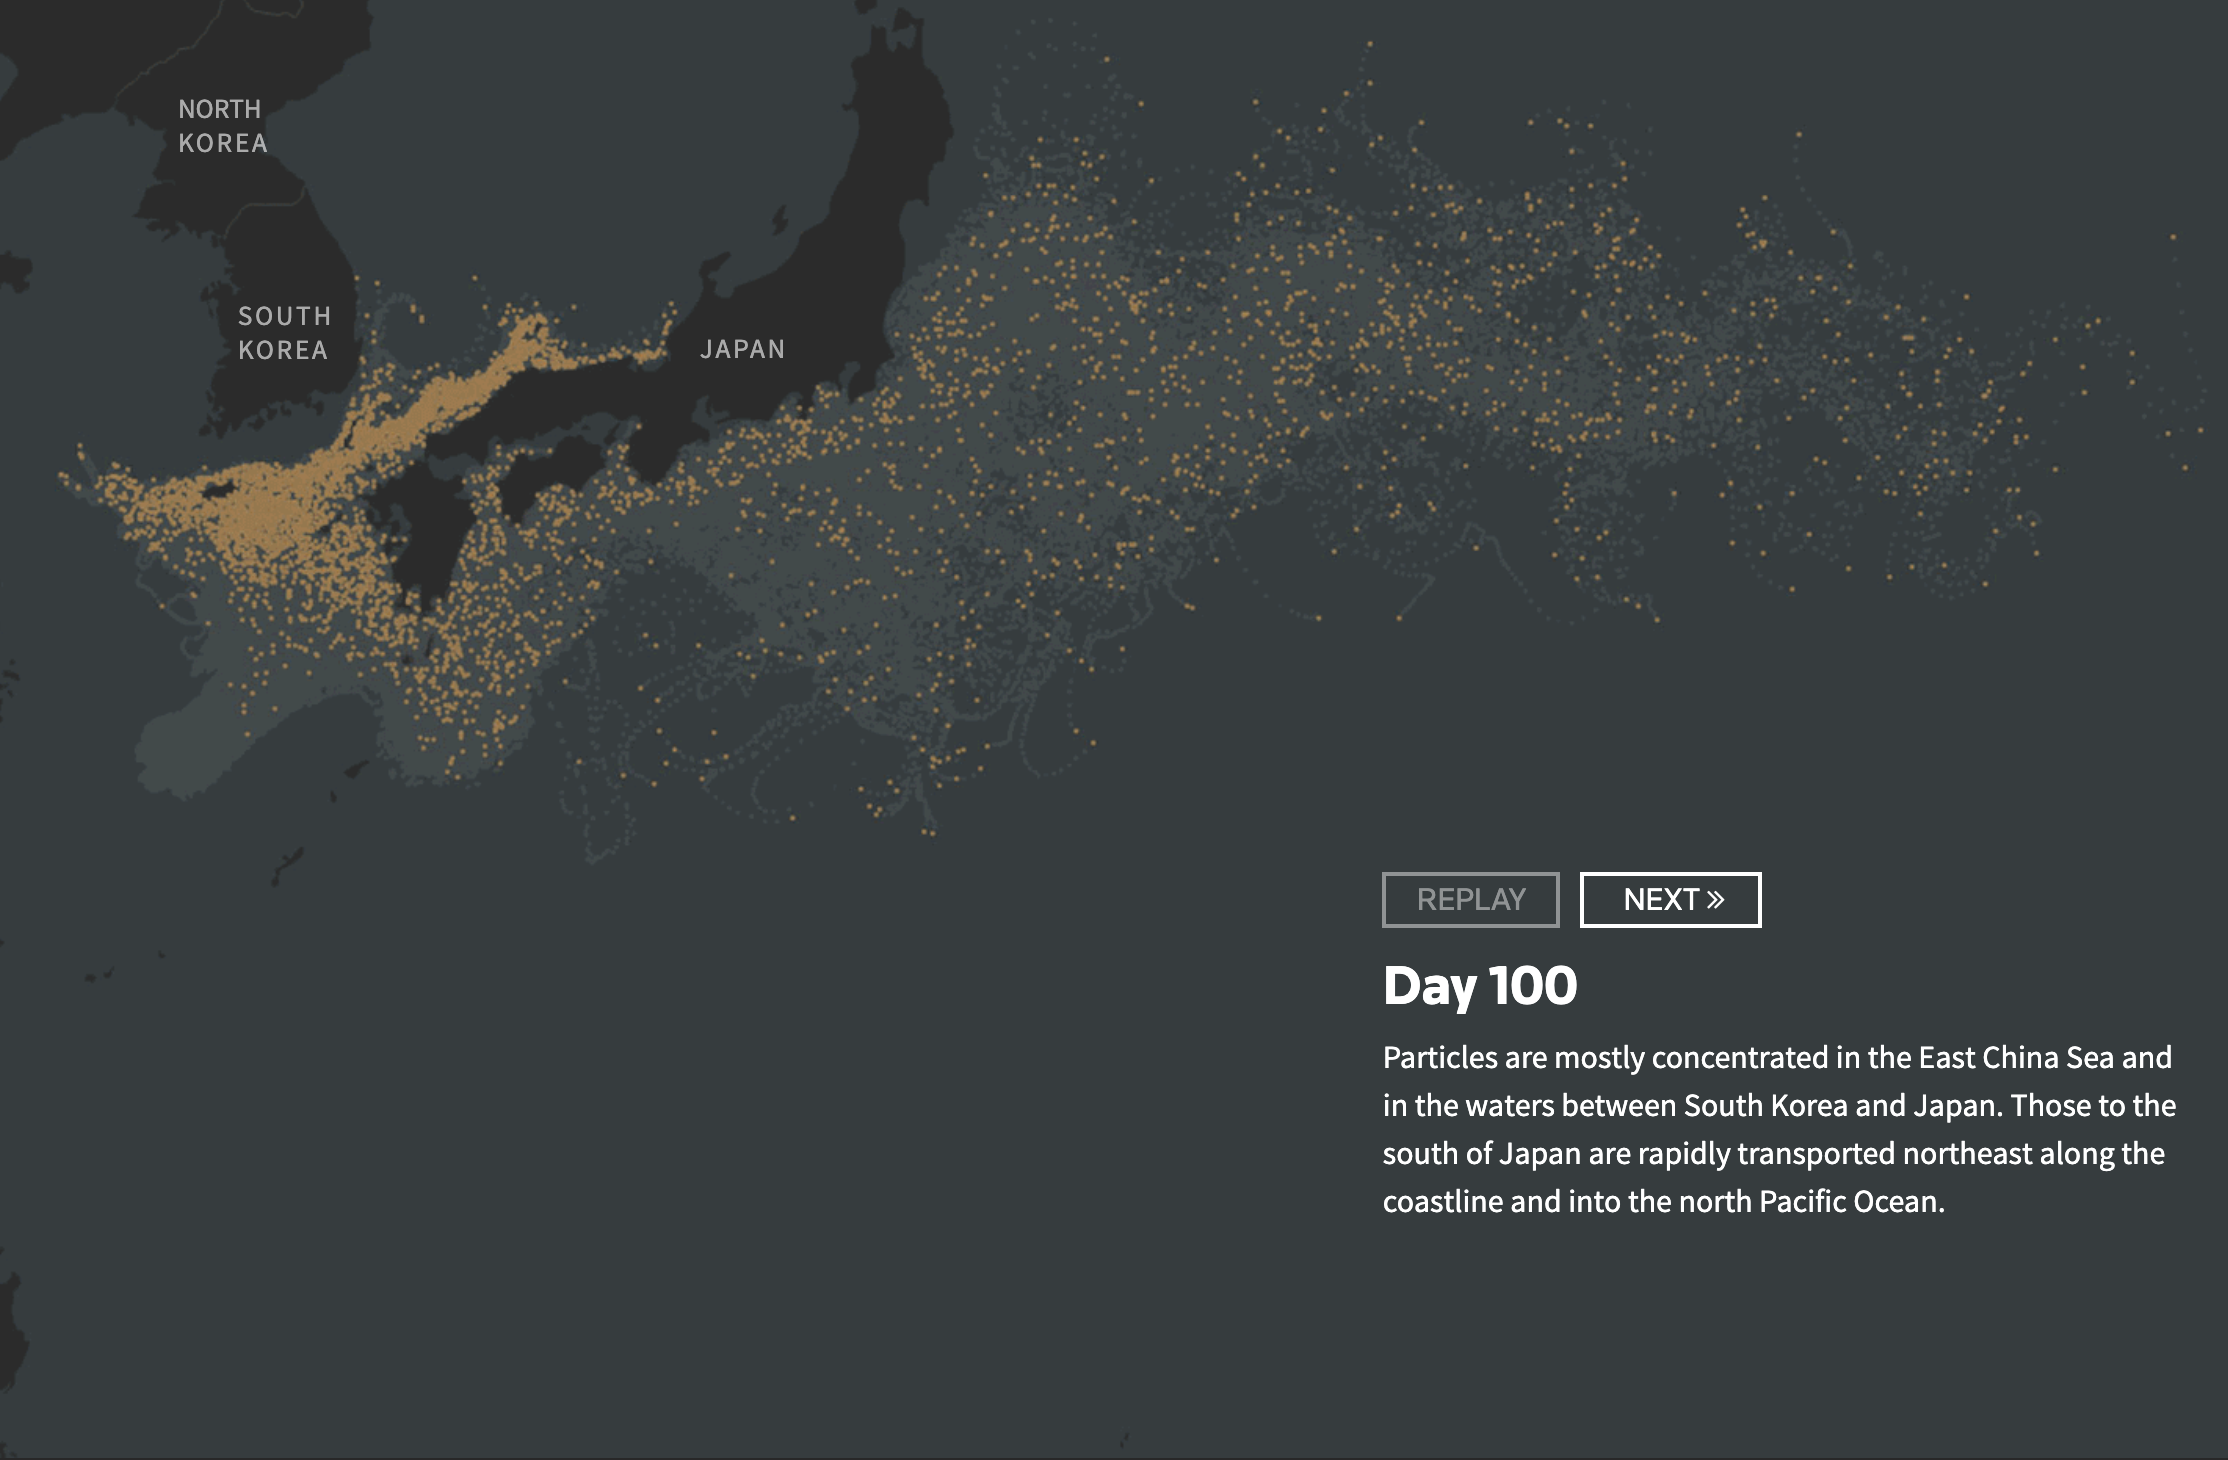 NORTH
KOREA
SOUTH
KOREA
JAPAN
REPLAY
NEXT »
Day 100
Particles are mostly concentrated in the East China Sea and
in the waters between South Korea and Japan. Those to the
south of Japan are rapidly transported northeast along the
coastline and into the north Pacific Ocean.